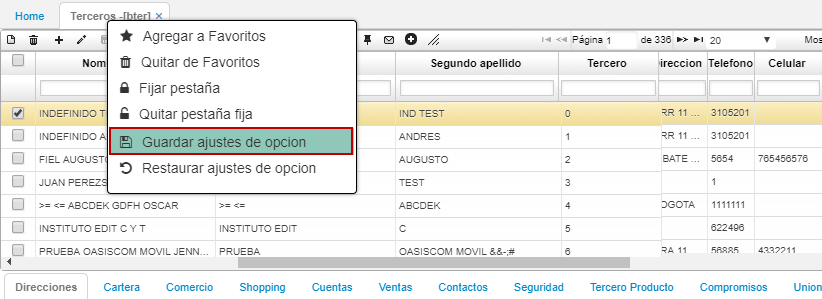 Home Terceros -[bter] ×
Página 1 de 336 20 Mos
Agregar a Favoritos
Quitar de Favoritos
Fijar pestaña
Quitar pestaña fija
Guardar ajustes de opcion
Restaurar ajustes de opcion
Nom Segundo apellido Tercero Direccion Telefono Celular
INDEFINIDO T IND TEST 0 RR 11 ... 3105201
INDEFINIDO A ANDRES 1 RR 11 ... 3105201
FIEL AUGUSTO AUGUSTO 2 BATE ... 5654 765456576
JUAN PEREZS TEST 3 1
>= <= ABCDEK GDFH OSCAR >= <= ABCDEK 4 OGOTA 1111111
INSTITUTO EDIT C Y T INSTITUTO EDIT C 5 622496
PRUEBA OASISCOM MOVIL JENN... PRUEBA OASISCOM MOVIL &&-;# 6 RA 11 ... 56885 4332211
Direcciones Cartera Comercio Shopping Cuentas Ventas Contactos Seguridad Tercero Producto Compromisos Union